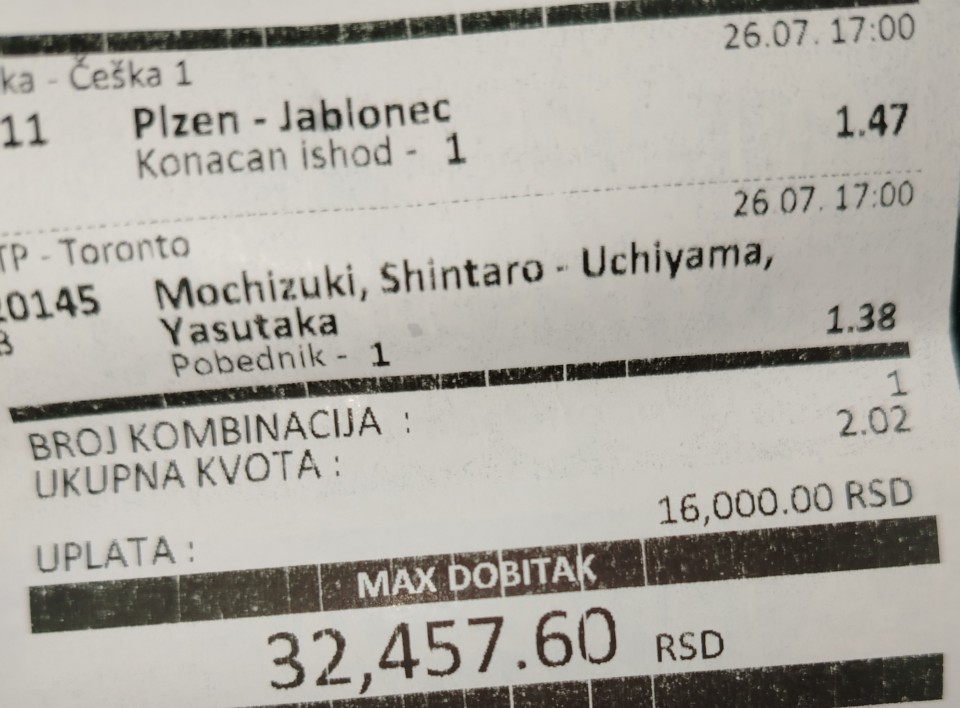 26.07. 17:00
ka - Češka 1
11 Plzen - Jablonec 1.47
Konacan ishod - 1
26 07. 17:00
TP - Toronto
10145 Mochizuki, Shintaro - Uchiyama,
3 Yasutaka 1.38
Pobednik - 1
BROJ KOMBINACIJA : 1
UKUPNA KVOTA : 2.02
UPLATA : 16,000.00 RSD
MAX DOBITAK
32,457.60 RSD